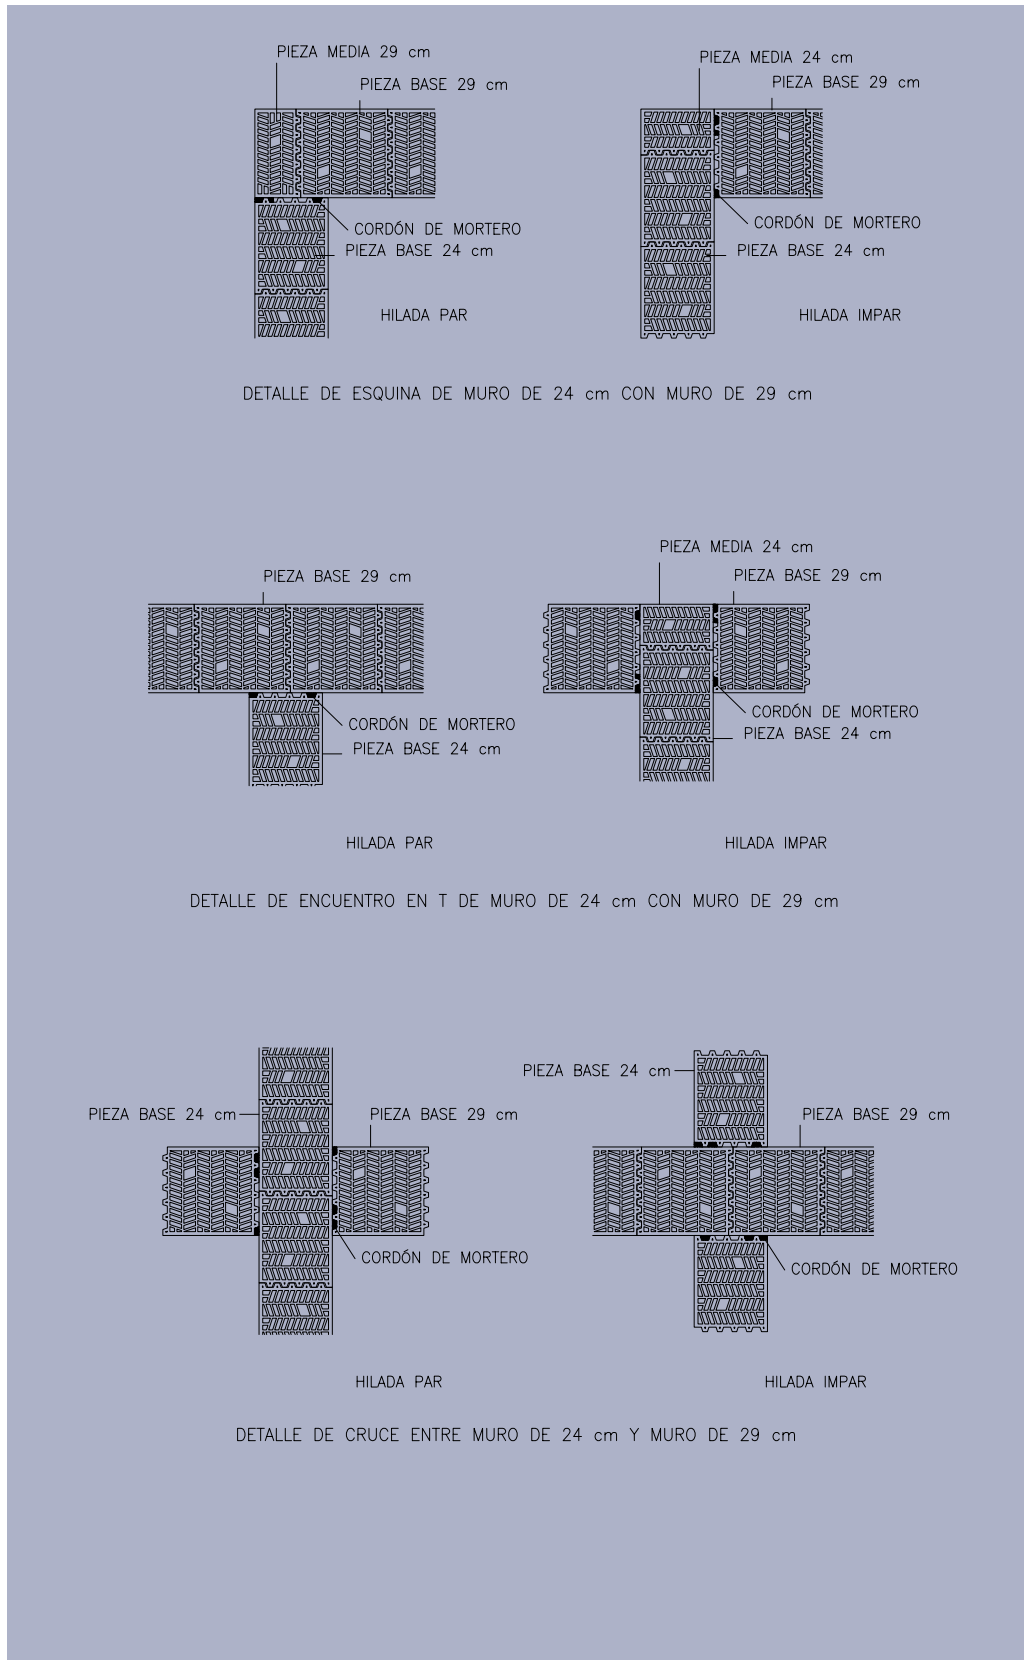 PIEZA MEDIA 29 cm
PIEZA BASE 29 cm
CORDÓN DE MORTERO
PIEZA BASE 24 cm
HILADA PAR
PIEZA MEDIA 24 cm
PIEZA BASE 29 cm
CORDÓN DE MORTERO
PIEZA BASE 24 cm
HILADA IMPAR
DETALLE DE ESQUINA DE MURO DE 24 cm CON MURO DE 29 cm
PIEZA BASE 29 cm
CORDÓN DE MORTERO
PIEZA BASE 24 cm
HILADA PAR
PIEZA MEDIA 24 cm
PIEZA BASE 29 cm
CORDÓN DE MORTERO
PIEZA BASE 24 cm
HILADA IMPAR
DETALLE DE ENCUENTRO EN T DE MURO DE 24 cm CON MURO DE 29 cm
PIEZA BASE 24 cm
PIEZA BASE 29 cm
CORDÓN DE MORTERO
HILADA PAR
PIEZA BASE 24 cm
PIEZA BASE 29 cm
CORDÓN DE MORTERO
HILADA IMPAR
DETALLE DE CRUCE ENTRE MURO DE 24 cm Y MURO DE 29 cm